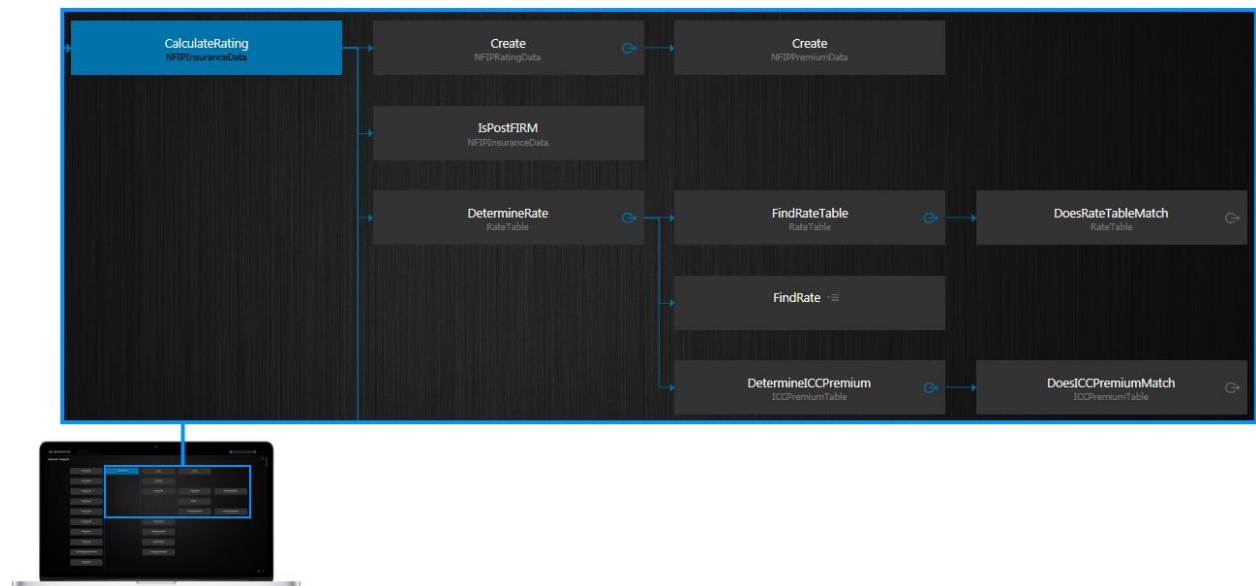 CalculateRating
NFIPInsuranceData
Create
NFIPRatingData
Create
NFIPPremiumData
IsPostFIRM
NFIPInsuranceData
DetermineRate
RateTable
FindRateTable
RateTable
DoesRateTableMatch
RateTable
FindRate
DetermineICCPremium
ICCPremiumTable
DoesICCPremiumMatch
ICCPremiumTable